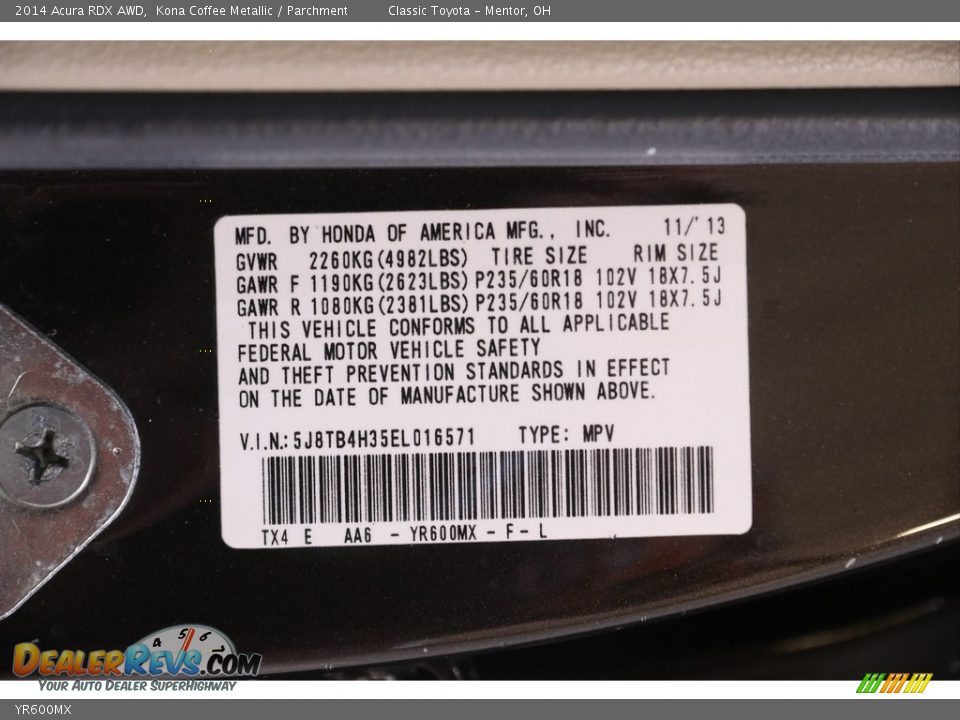 2014 Acura RDX AWD, Kona Coffee Metallic / Parchment Classic Toyota – Mentor, OH
MFD. BY HONDA OF AMERICA MFG., INC. 11/'13
GVWR 2260KG(4982LBS) TIRE SIZE RIM SIZE
GAWR F 1190KG(2623LBS) P235/60R18 102V 18X7.5J
GAWR R 1080KG(2381LBS) P235/60R18 102V 18X7.5J
THIS VEHICLE CONFORMS TO ALL APPLICABLE
FEDERAL MOTOR VEHICLE SAFETY
AND THEFT PREVENTION STANDARDS IN EFFECT
ON THE DATE OF MANUFACTURE SHOWN ABOVE.
V.I.N.: 5J8TB4H35EL016571 TYPE: MPV
TX4 E AA6 - YR600MX - F - L
4 5 6
DEALERREVS.COM
YOUR AUTO DEALER SUPERHIGHWAY
YR600MX